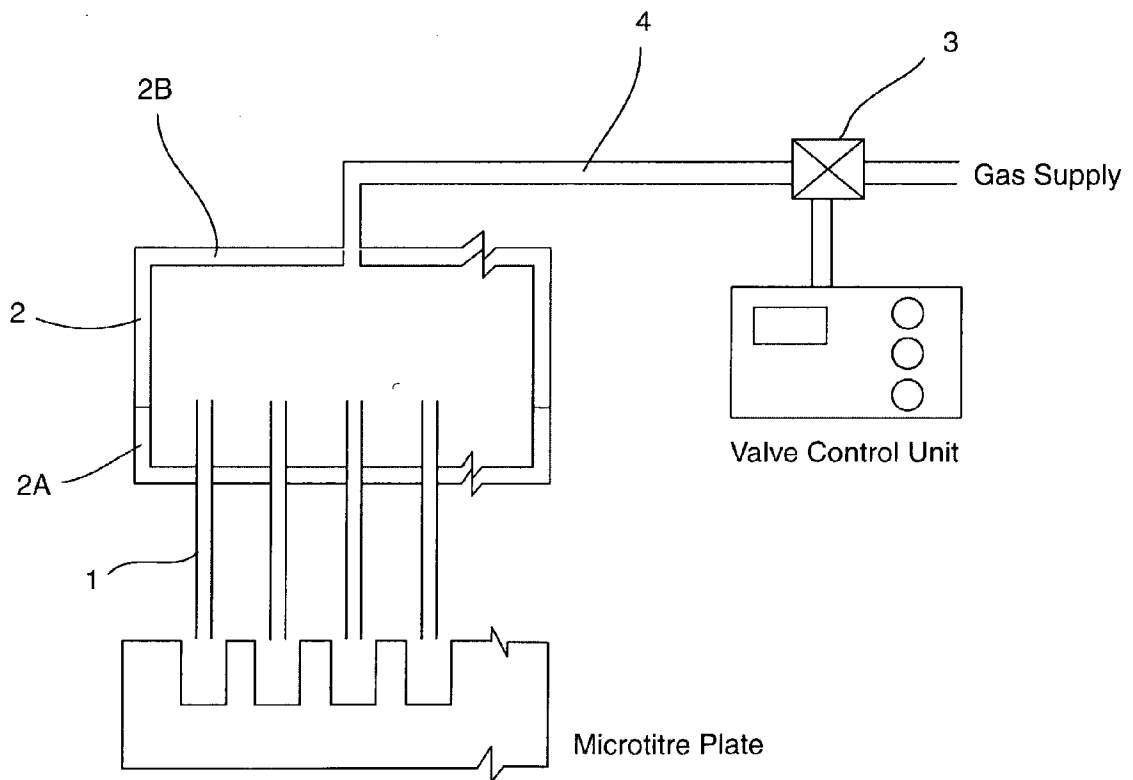 4
3
2B
Gas Supply
2
Valve Control Unit
2A
1
Microtitre Plate